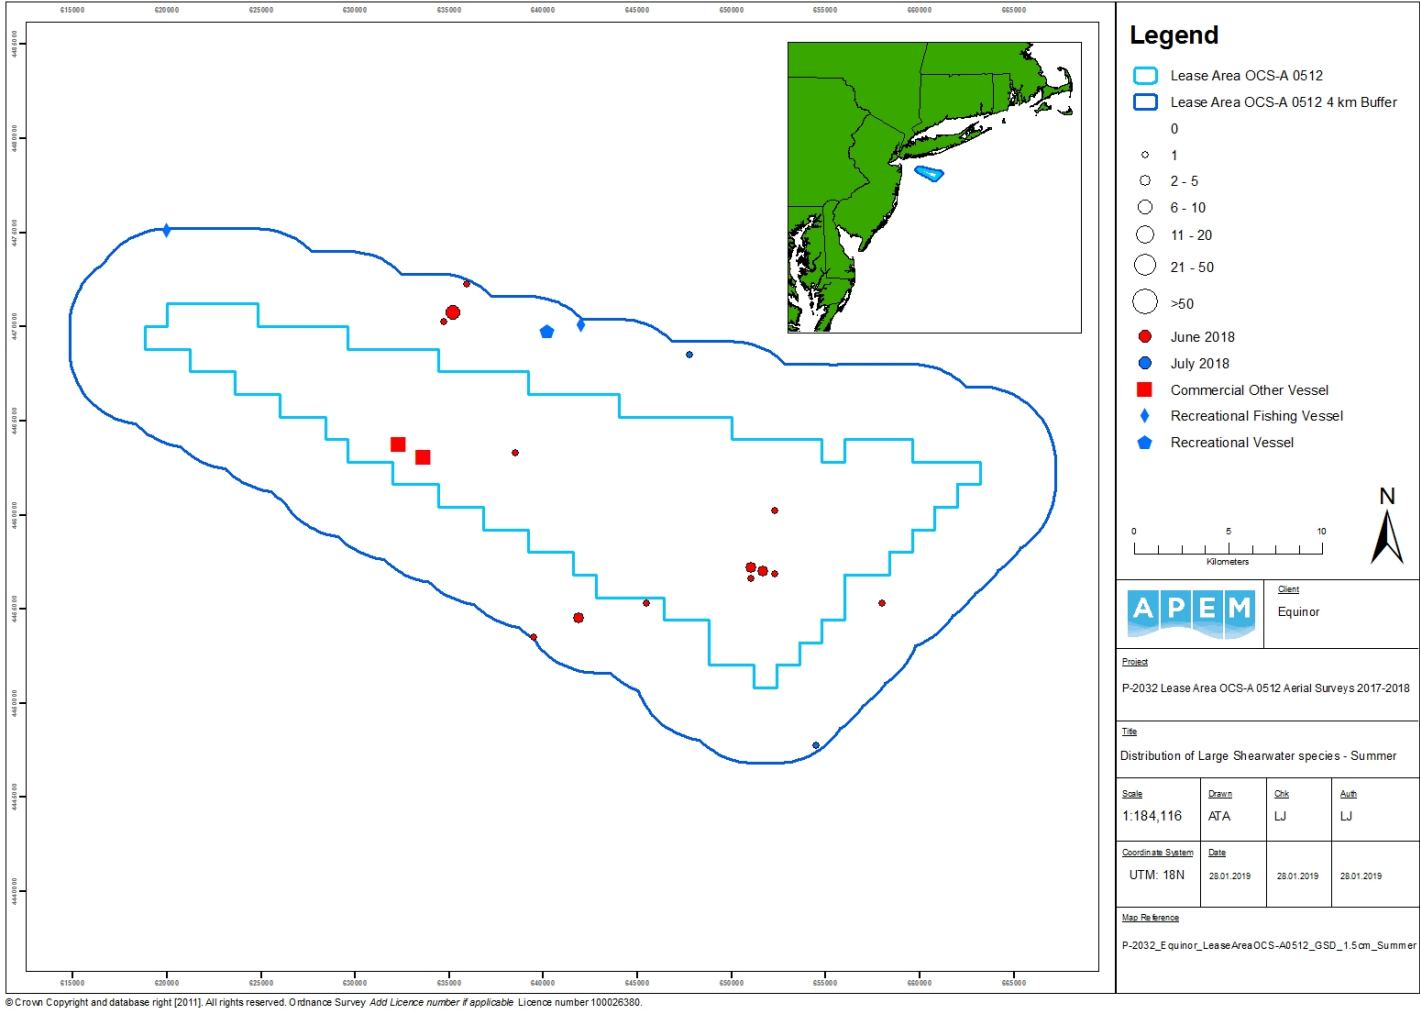 615000 620000 625000 630000 635000 640000 645000 650000 655000 660000 665000
Legend
Lease Area OCS-A 0512
Lease Area OCS-A 0512 4 km Buffer
0
1
2 - 5
6 - 10
11 - 20
21 - 50
>50
June 2018
July 2018
Commercial Other Vessel
Recreational Fishing Vessel
Recreational Vessel
N
0 5 10
Kilometers
APEM
Client
Equinor
Project
P-2032 Lease Area OCS-A 0512 Aerial Surveys 2017-2018
Title
Distribution of Large Shearwater species - Summer
Scale Drawn Chk Auth
1:184,116 ATA LJ LJ
Coordinate System Date
UTM: 18N 28.01.2019 28.01.2019 28.01.2019
Map Reference
P-2032_Equinor_LeaseAreaOCS-A0512_GSD_1.5cm_Summer
615000 620000 625000 630000 635000 640000 645000 650000 655000 660000 665000
© Crown Copyright and database right [2011]. All rights reserved. Ordnance Survey Add Licence number if applicable Licence number 100026380.